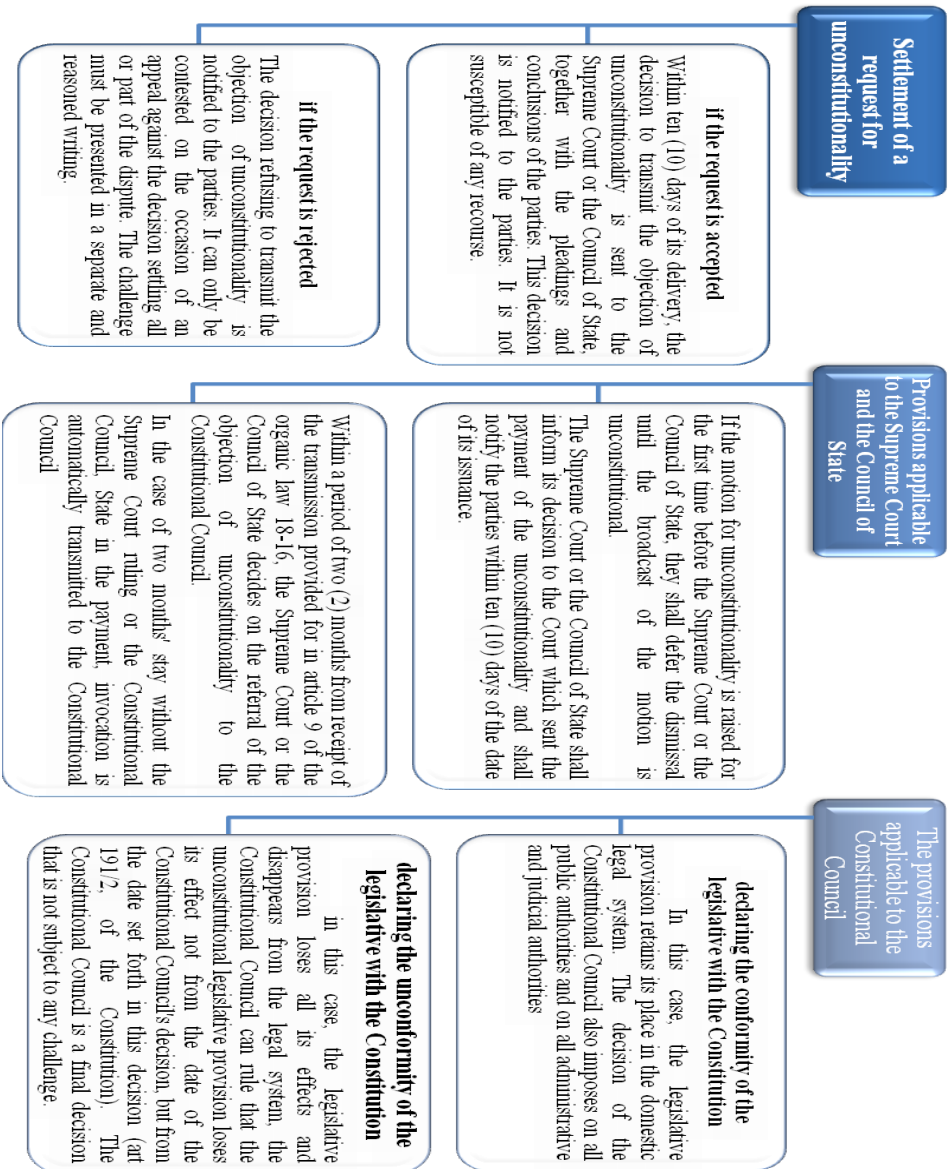 Settlement of a
request for
unconstitutionality
if the request is accepted
Within ten (10) days of its delivery, the
decision to transmit the objection of
unconstitutionality is sent to the
Supreme Court or the Council of State,
together with the pleadings and
conclusions of the parties. This decision
is notified to the parties. It is not
susceptible of any recourse.
if the request is rejected
The decision refusing to transmit the
objection of unconstitutionality is
notified to the parties. It can only be
contested on the occasion of an
appeal against the decision settling all
or part of the dispute. The challenge
must be presented in a separate and
reasoned writing.
Provisions applicable
to the Supreme Court
and the Council of
State
If the notion for unconstitutionality is raised for
the first time before the Supreme Court or the
Council of State, they shall defer the dismissal
until the broadcast of the motion is
unconstitutional.
The Supreme Court or the Council of State shall
inform its decision to the Court which sent the
payment of the unconstitutionality and shall
notify the parties within ten (10) days of the date
of its issuance.
Within a period of two (2) months from receipt of
the transmission provided for in article 9 of the
organic law 18-16, the Supreme Court or the
Council of State decides on the referral of the
objection of unconstitutionality to the
Constitutional Council.
In the case of two months' stay without the
Supreme Court ruling or the Constitutional
Council, State in the payment, invocation is
automatically transmitted to the Constitutional
Council
The provisions
applicable to the
Constitutional
Council
declaring the conformity of the
legislative with the Constitution
In this case, the legislative
provision retains its place in the domestic
legal system. The decision of the
Constitutional Council also imposes on all
public authorities and on all administrative
and judicial authorities
declaring the unconformity of the
legislative with the Constitution
in this case, the legislative
provision loses all its effects and
disappears from the legal system, the
Constitutional Council can rule that the
unconstitutional legislative provision loses
its effect not from the date of the
Constitutional Council's decision, but from
the date set forth in this decision (art
191/2, of the Constitution). The
Constitutional Council is a final decision
that is not subject to any challenge.